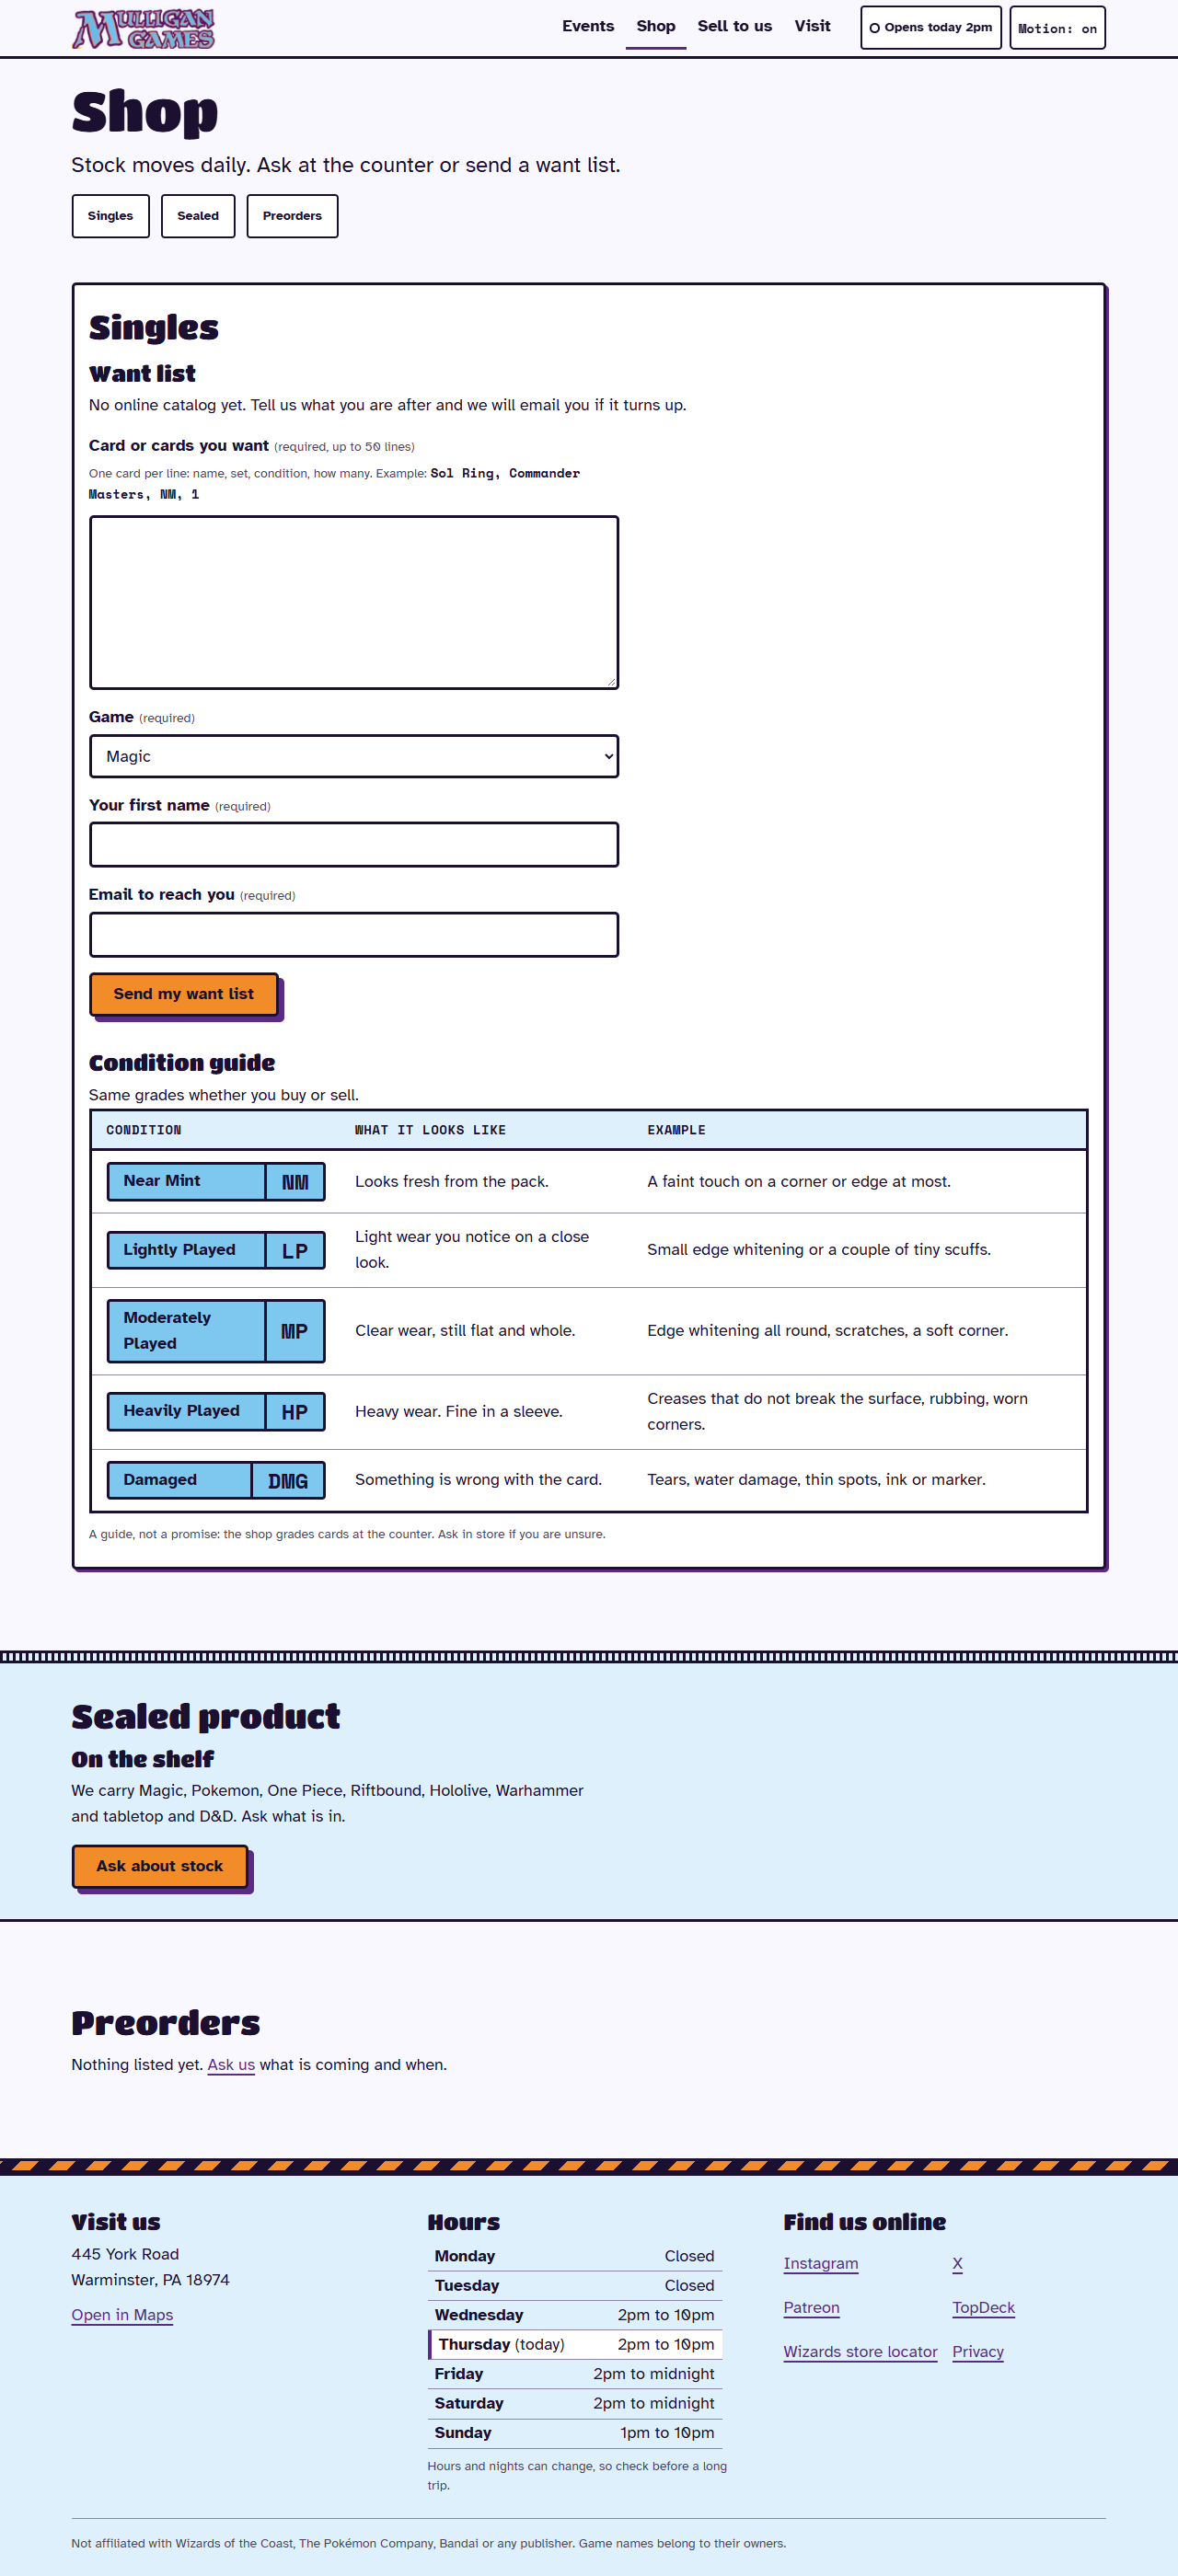 MULLIGAN
GAMES
Events Shop Sell to us Visit Opens today 2pm Motion: on
Shop
Stock moves daily. Ask at the counter or send a want list.
Singles Sealed Preorders
Singles
Want list
No online catalog yet. Tell us what you are after and we will email you if it turns up.
Card or cards you want (required, up to 50 lines)
One card per line: name, set, condition, how many. Example: Sol Ring, Commander
Masters, NM, 1
Game (required)
Magic
Your first name (required)
Email to reach you (required)
Send my want list
Condition guide
Same grades whether you buy or sell.
CONDITION WHAT IT LOOKS LIKE EXAMPLE
Near Mint NM Looks fresh from the pack. A faint touch on a corner or edge at most.
Lightly Played LP Light wear you notice on a close
look. Small edge whitening or a couple of tiny scuffs.
Moderately
Played MP Clear wear, still flat and whole. Edge whitening all round, scratches, a soft corner.
Heavily Played HP Heavy wear. Fine in a sleeve. Creases that do not break the surface, rubbing, worn
corners.
Damaged DMG Something is wrong with the card. Tears, water damage, thin spots, ink or marker.
A guide, not a promise: the shop grades cards at the counter. Ask in store if you are unsure.
Sealed product
On the shelf
We carry Magic, Pokemon, One Piece, Riftbound, Hololive, Warhammer
and tabletop and D&D. Ask what is in.
Ask about stock
Preorders
Nothing listed yet. Ask us what is coming and when.
Visit us
445 York Road
Warminster, PA 18974
Open in Maps
Hours
Monday Closed
Tuesday Closed
Wednesday 2pm to 10pm
Thursday (today) 2pm to 10pm
Friday 2pm to midnight
Saturday 2pm to midnight
Sunday 1pm to 10pm
Hours and nights can change, so check before a long
trip.
Find us online
Instagram X
Patreon TopDeck
Wizards store locator Privacy
Not affiliated with Wizards of the Coast, The Pokémon Company, Bandai or any publisher. Game names belong to their owners.